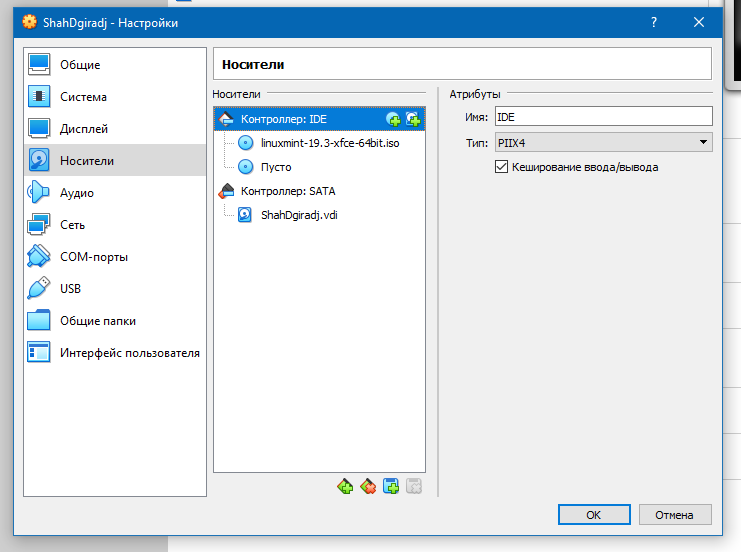 ShahDgiradj - Настройки
Общие
Система
Дисплей
Носители
Аудио
Сеть
COM-порты
USB
Общие папки
Интерфейс пользователя
Носители
Носители
Контроллер: IDE
linuxmint-19.3-xfce-64bit.iso
Пусто
Контроллер: SATA
ShahDgiradj.vdi
Атрибуты
Имя: IDE
Тип: PIIX4
Кеширование ввода/вывода
OK
Отмена